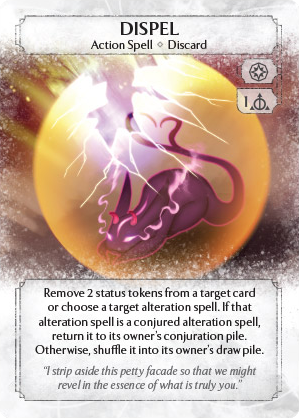 DISPEL
Action Spell ⋄ Discard
1
Remove 2 status tokens from a target card
or choose a target alteration spell. If that
alteration spell is a conjured alteration spell,
return it to its owner's conjuration pile.
Otherwise, shuffle it into its owner's draw pile.
"I strip aside this petty facade so that we might
revel in the essence of what is truly you."